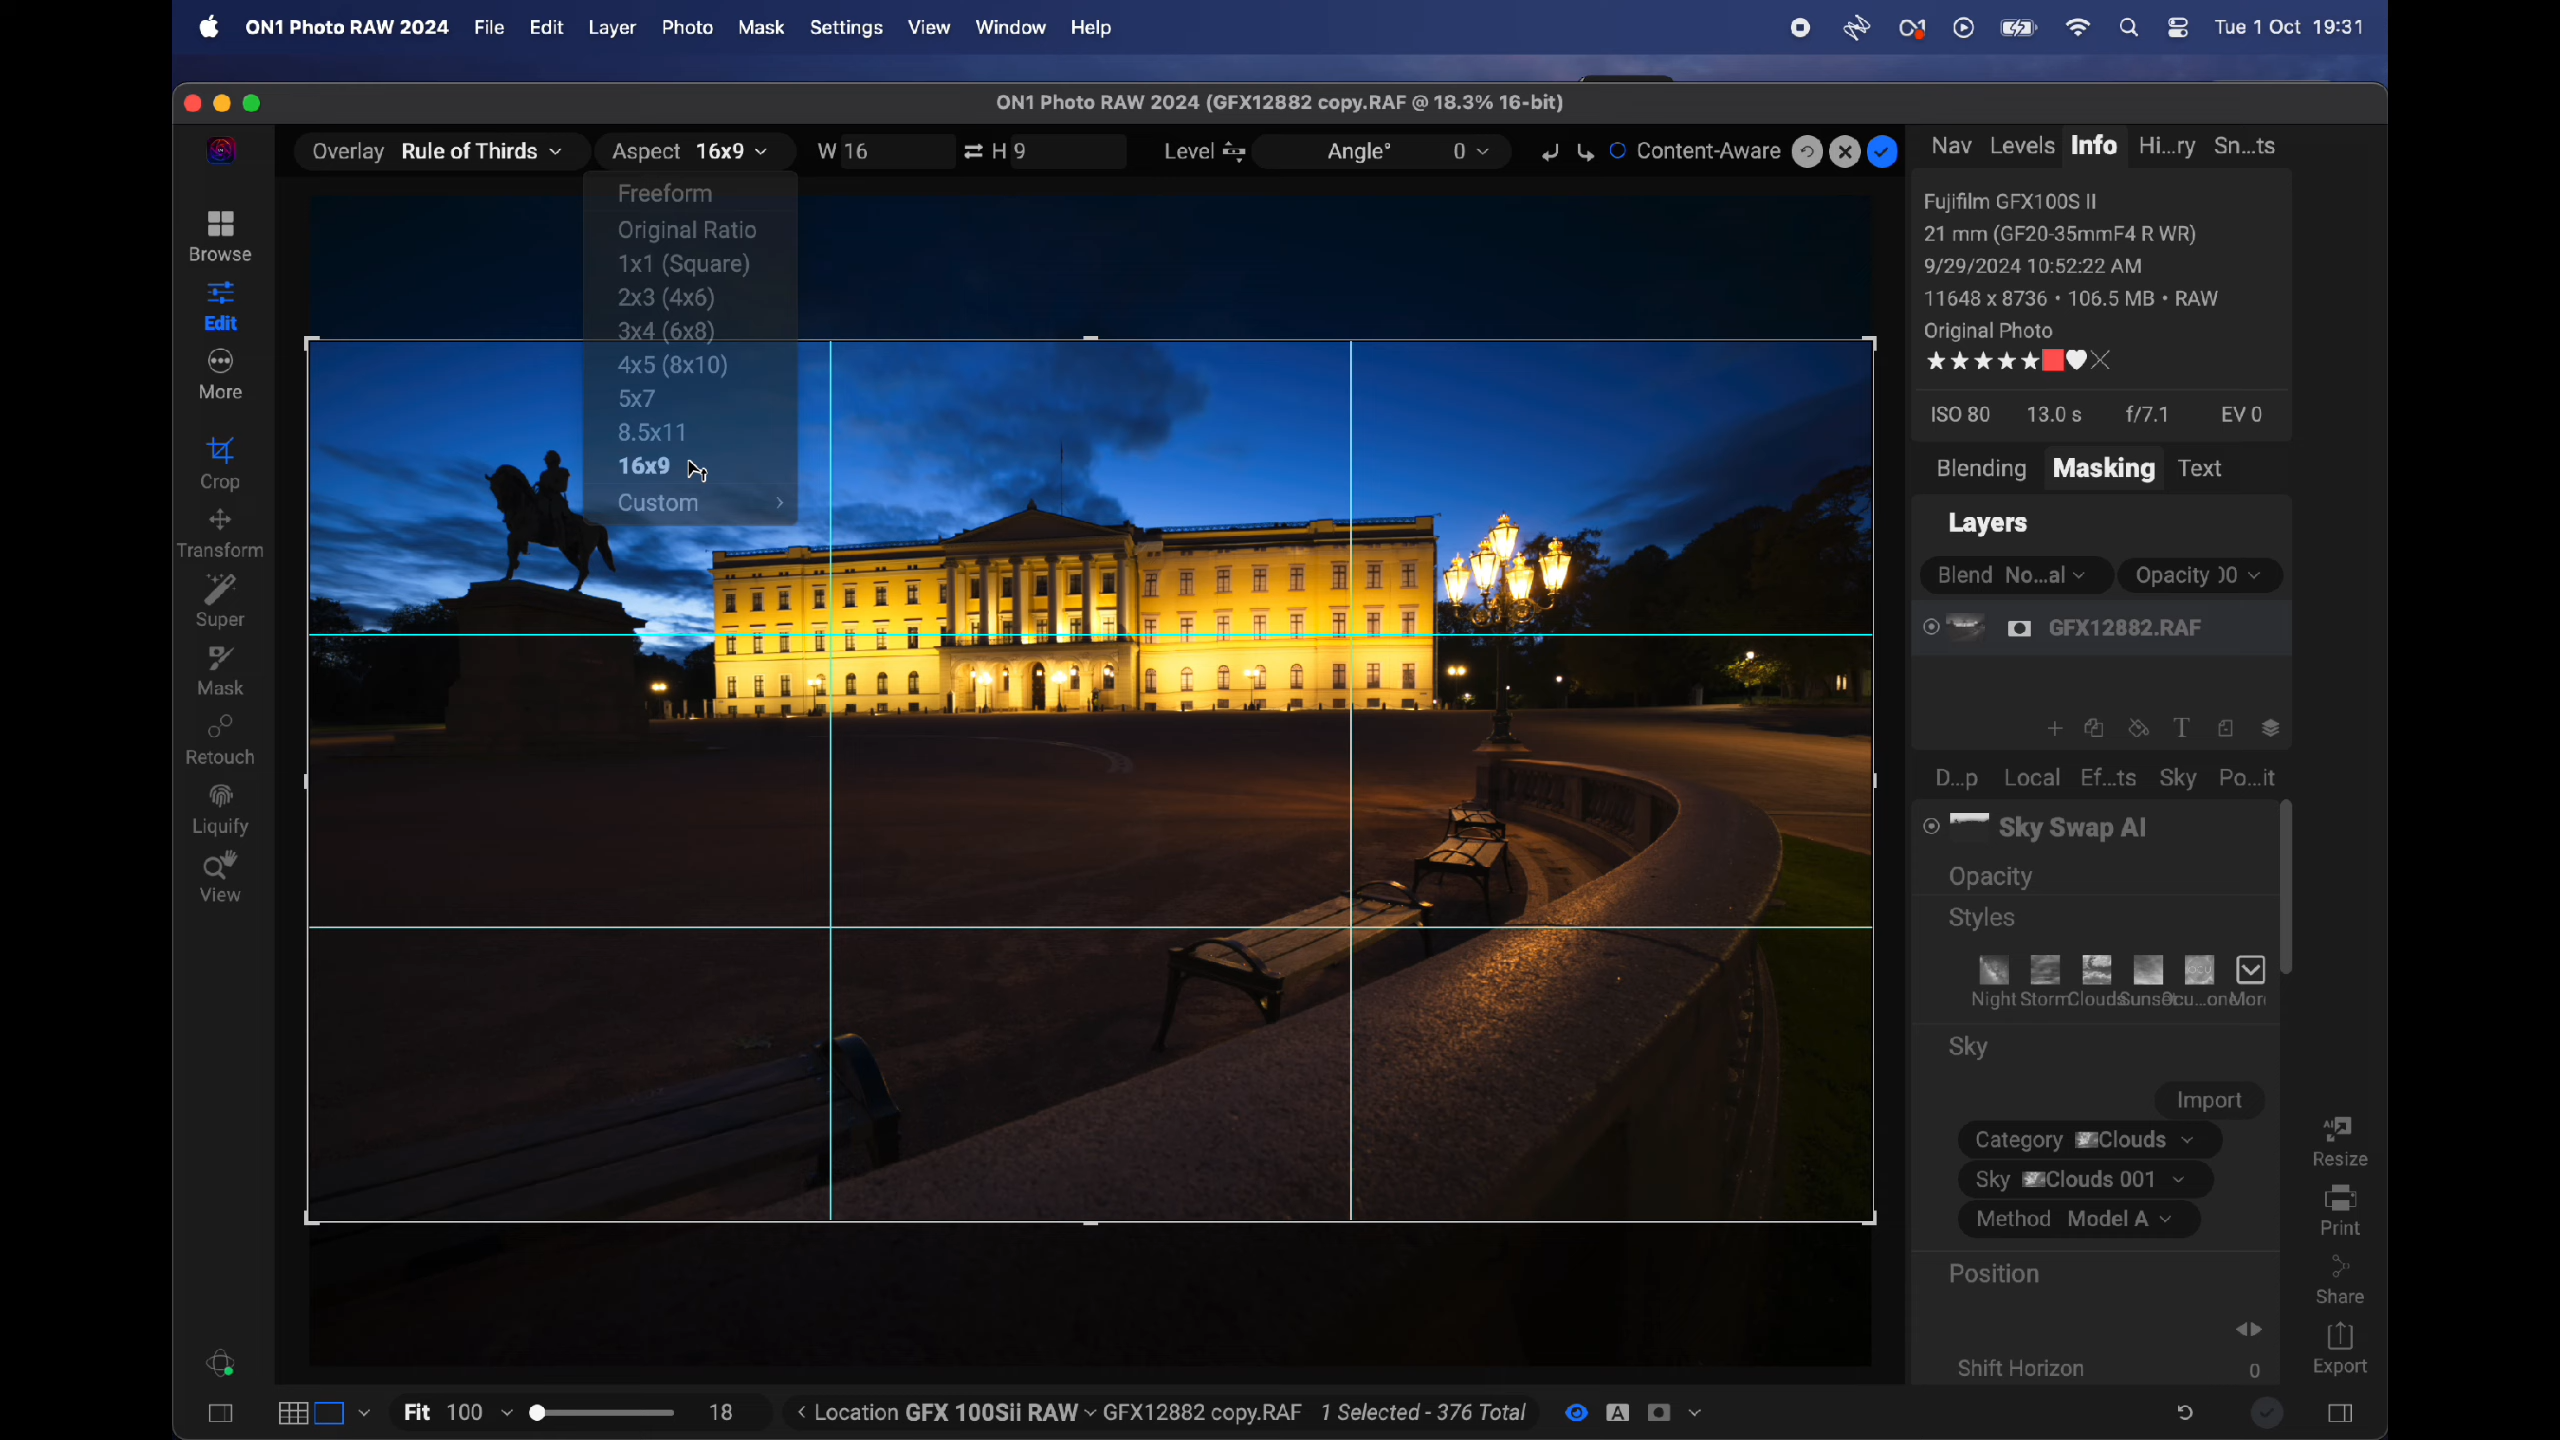 ON1 Photo RAW 2024 File Edit Layer Photo Mask Settings View Window Help Tue 1 Oct 19:31
ON1 Photo RAW 2024 (GFX12882 copy.RAF @ 18.3% 16-bit)
Overlay Rule of Thirds Aspect 16x9 W 16 H 9 Level Angle° 0 Content-Aware
Nav Levels Info Hi...ry Sn...ts
Freeform
Original Ratio
1x1 (Square)
2x3 (4x6)
3x4 (6x8)
4x5 (8x10)
5x7
8.5x11
16x9
Custom
Browse
Edit
More
Crop
Transform
Super
Mask
Retouch
Liquify
View
Fujifilm GFX100S II
21 mm (GF20-35mmF4 R WR)
9/29/2024 10:52:22 AM
11648 x 8736 · 106.5 MB · RAW
Original Photo
ISO 80 13.0 s f/7.1 EV 0
Blending Masking Text
Layers
Blend No...al Opacity 00
GFX12882.RAF
D...p Local Ef...ts Sky Po...it
Sky Swap AI
Opacity
Styles
Night Storm Clouds
Sky
Import
Category Clouds
Sky Clouds 001
Method Model A
Position
Shift Horizon 0
Resize
Print
Share
Export
Fit 100 18 Location GFX 100Sii RAW GFX12882 copy.RAF 1 Selected - 376 Total